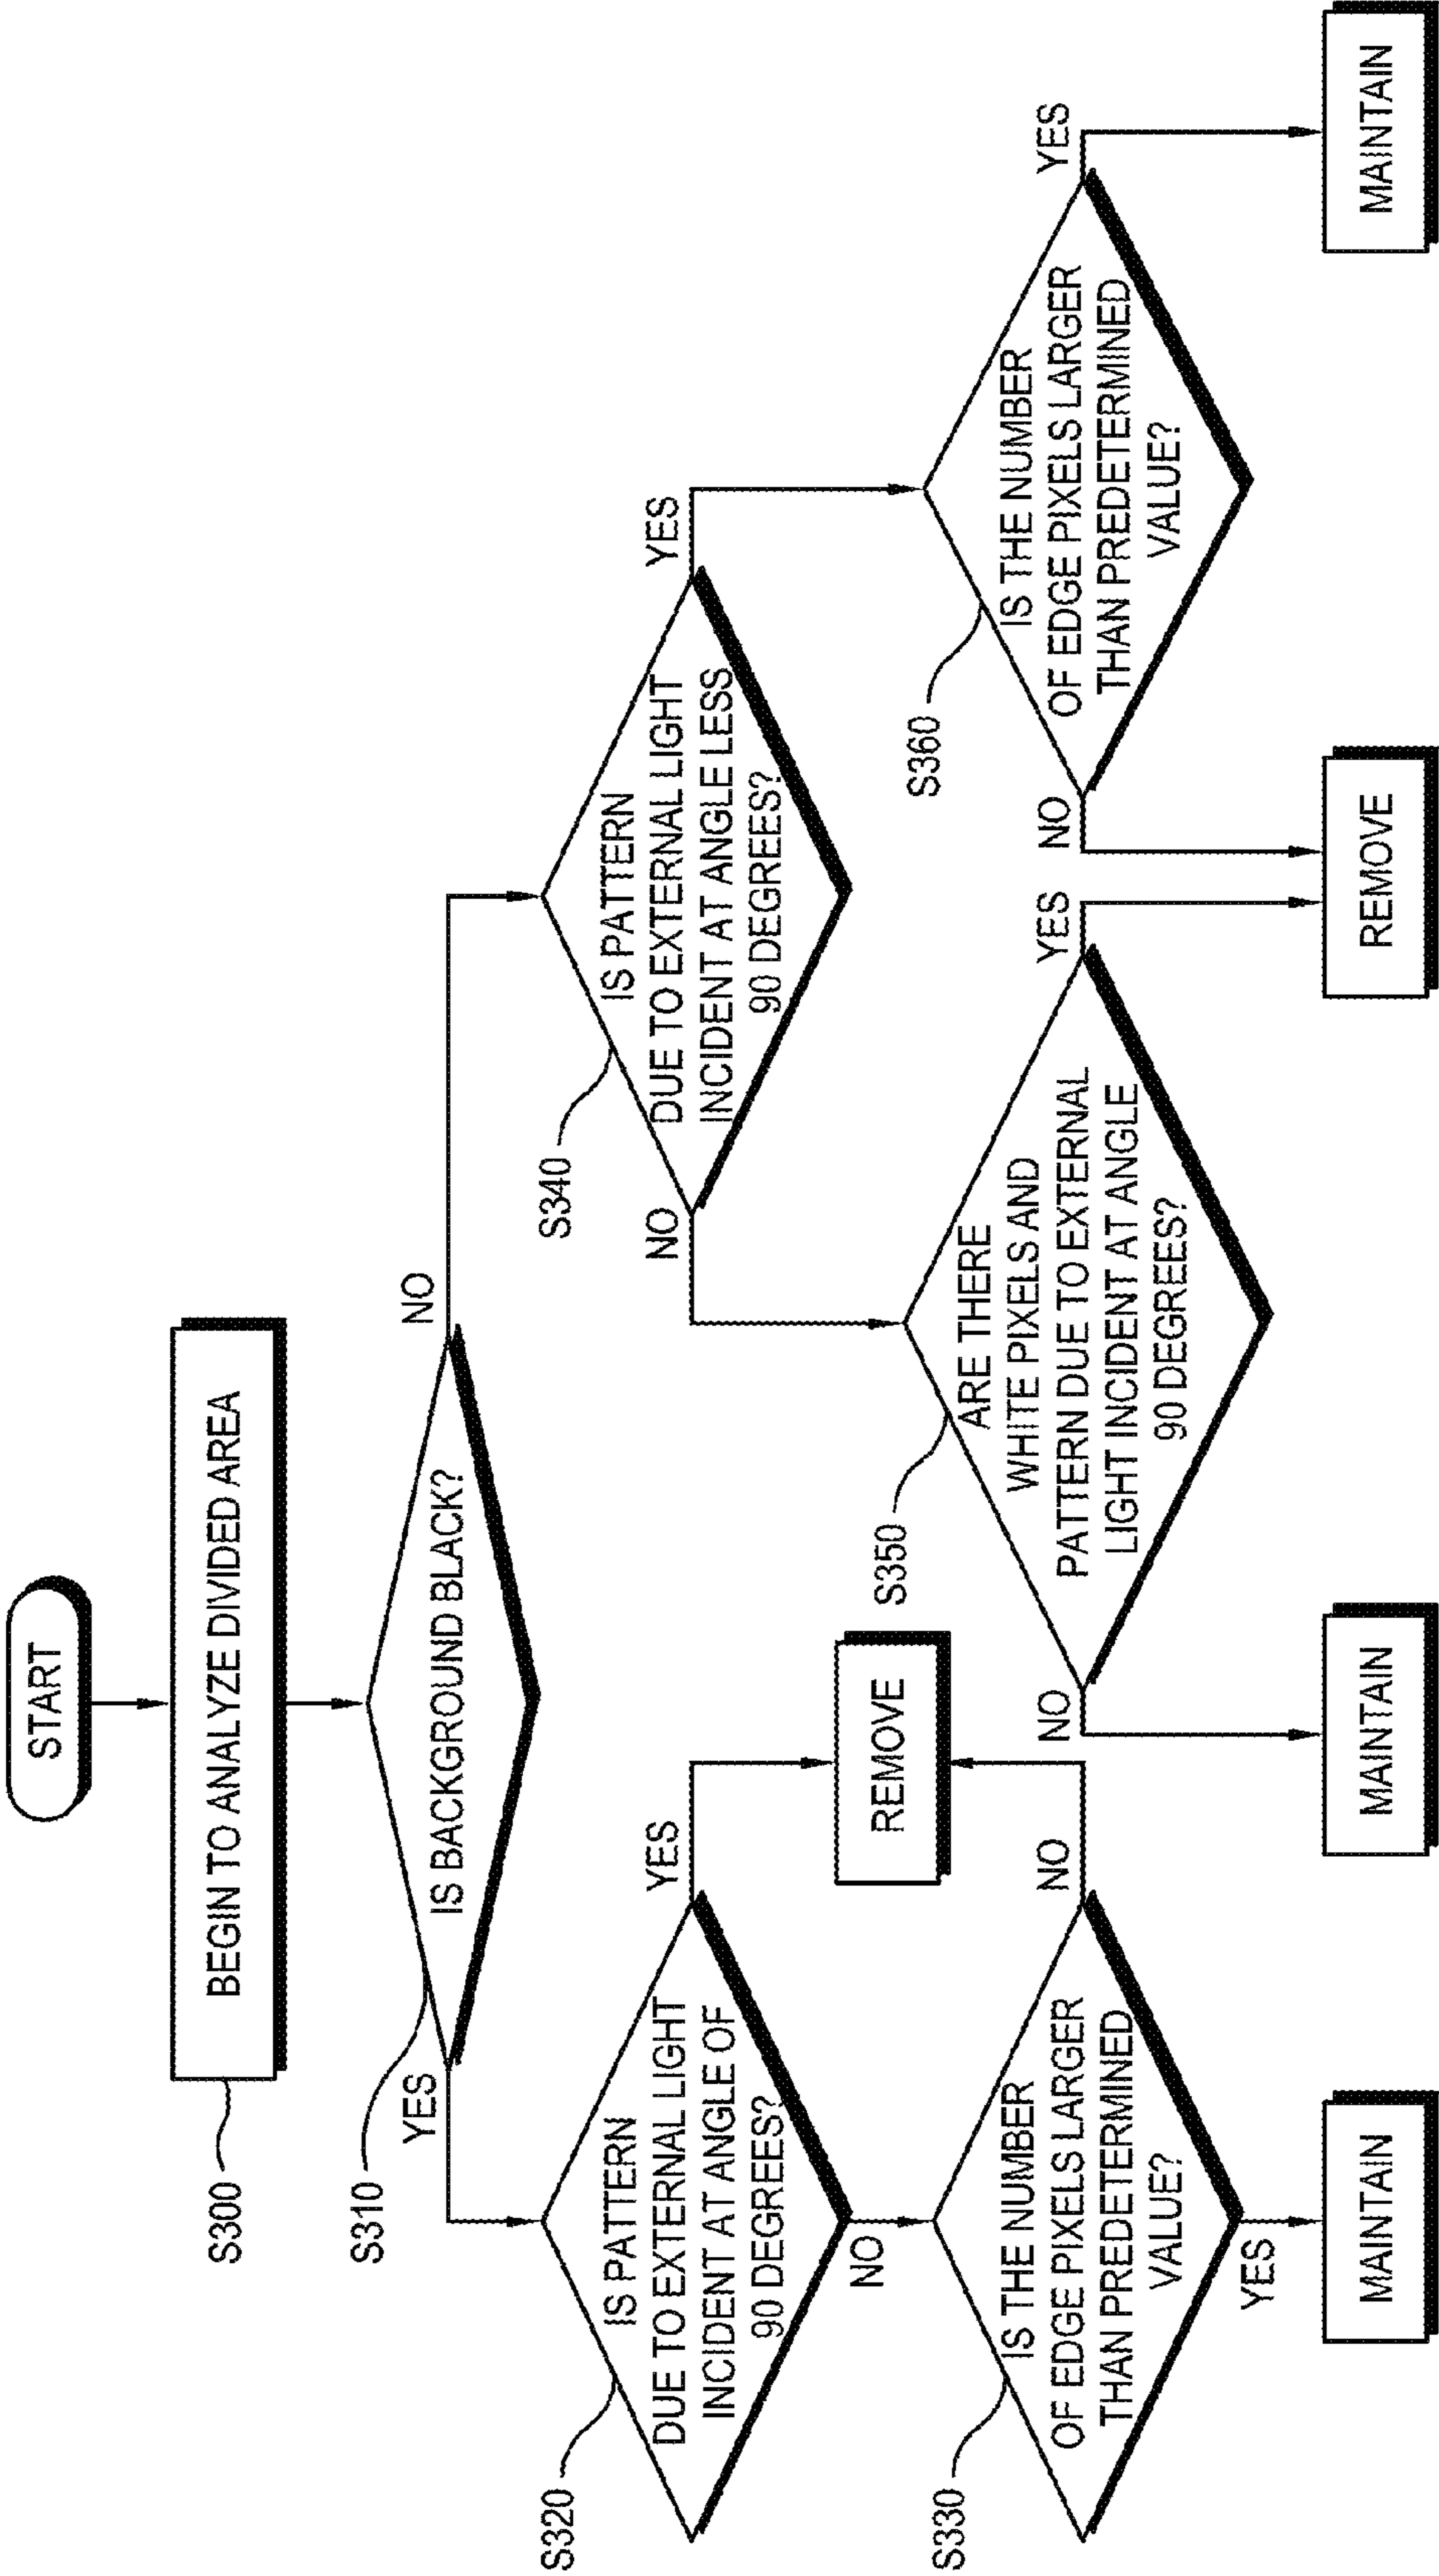 START
BEGIN TO ANALYZE DIVIDED AREA
S300
IS BACKGROUND BLACK?
S310
YES
NO
IS PATTERN
DUE TO EXTERNAL LIGHT
INCIDENT AT ANGLE OF
90 DEGREES?
S320
YES
NO
IS PATTERN
DUE TO EXTERNAL LIGHT
INCIDENT AT ANGLE LESS
90 DEGREES?
S340
NO
YES
REMOVE
IS THE NUMBER
OF EDGE PIXELS LARGER
THAN PREDETERMINED
VALUE?
S330
NO
YES
ARE THERE
WHITE PIXELS AND
PATTERN DUE TO EXTERNAL
LIGHT INCIDENT AT ANGLE
90 DEGREES?
S350
NO
YES
IS THE NUMBER
OF EDGE PIXELS LARGER
THAN PREDETERMINED
VALUE?
S360
NO
YES
MAINTAIN
MAINTAIN
REMOVE
MAINTAIN